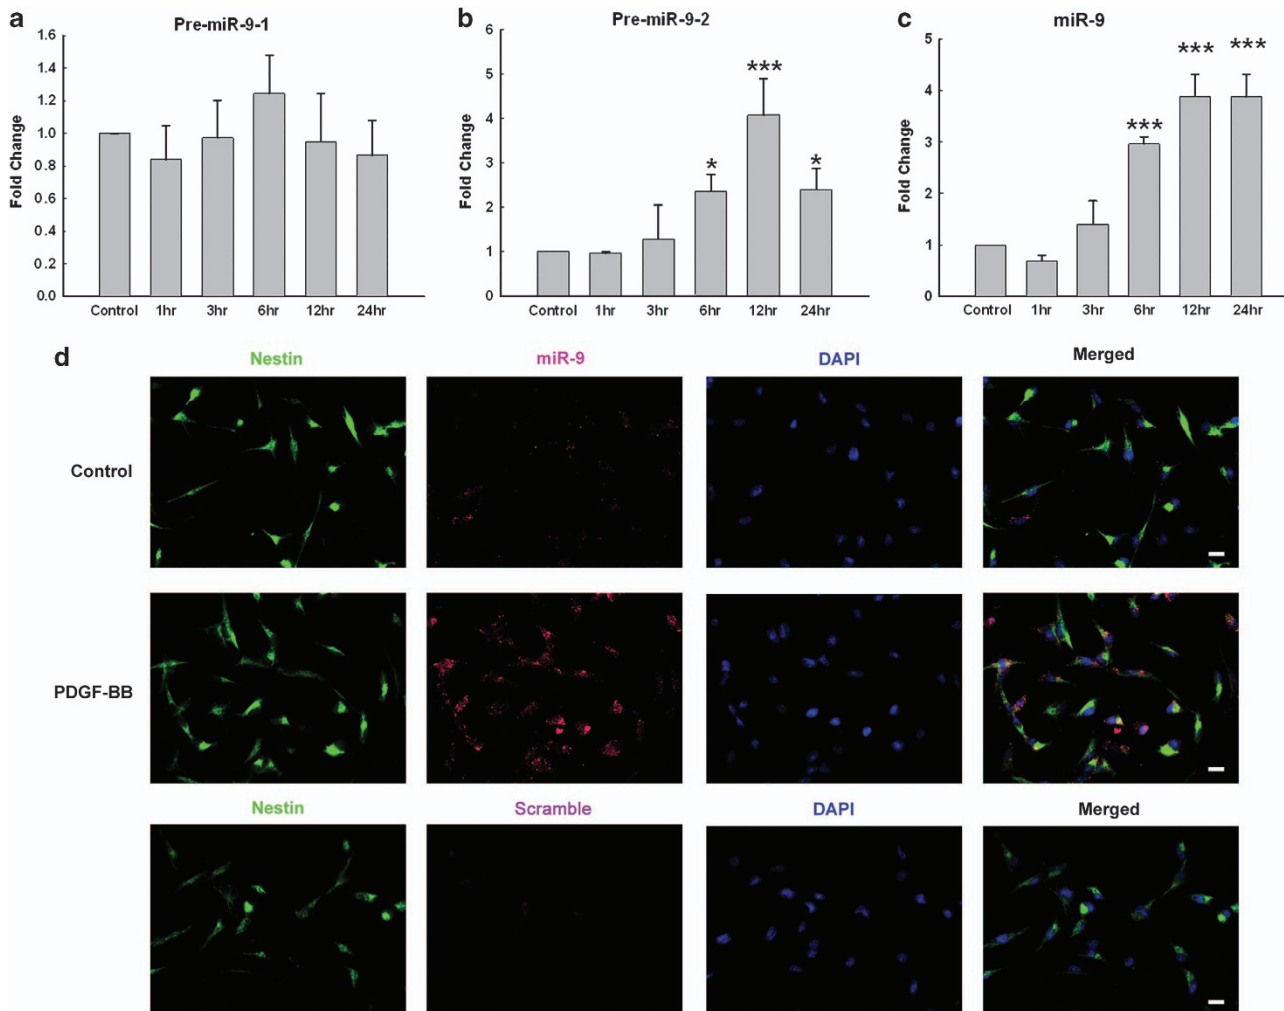 a
Pre-miR-9-1
Fold Change
1.6
1.4
1.2
1.0
0.8
0.6
0.4
0.2
0.0
Control 1hr 3hr 6hr 12hr 24hr
b
Pre-miR-9-2
Fold Change
6
5
4
3
2
1
0
* *** *
Control 1hr 3hr 6hr 12hr 24hr
c
miR-9
Fold Change
5
4
3
2
1
0
*** *** ***
Control 1hr 3hr 6hr 12hr 24hr
d
Nestin miR-9 DAPI Merged
Control
PDGF-BB
Nestin Scramble DAPI Merged